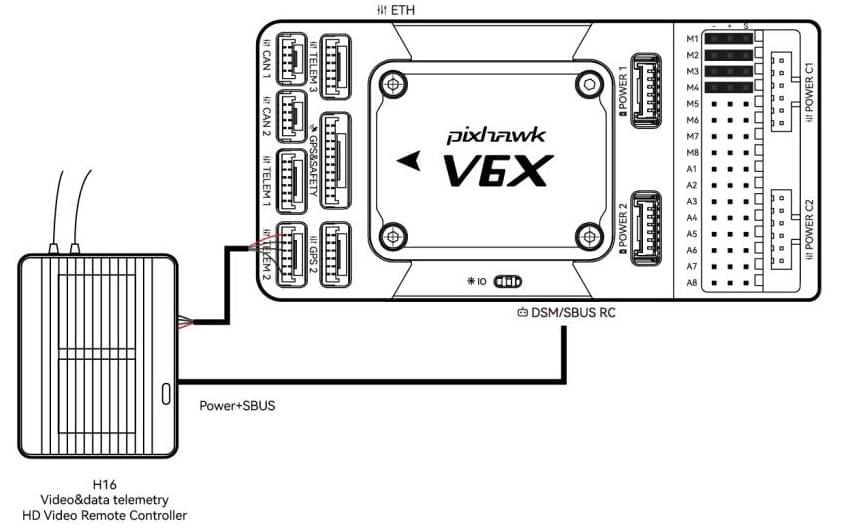 ETH
- + S
CAN 1
TELEM 3
CAN 2
GPS&SAFETY
TELEM 1
TELEM 2
GPS 2
pixhawk
V6X
POWER 1
POWER 2
M1
M2
M3
M4
M5
M6
M7
M8
A1
A2
A3
A4
A5
A6
A7
A8
POWER C1
POWER C2
IO
DSM/SBUS RC
Power+SBUS
H16
Video&data telemetry
HD Video Remote Controller